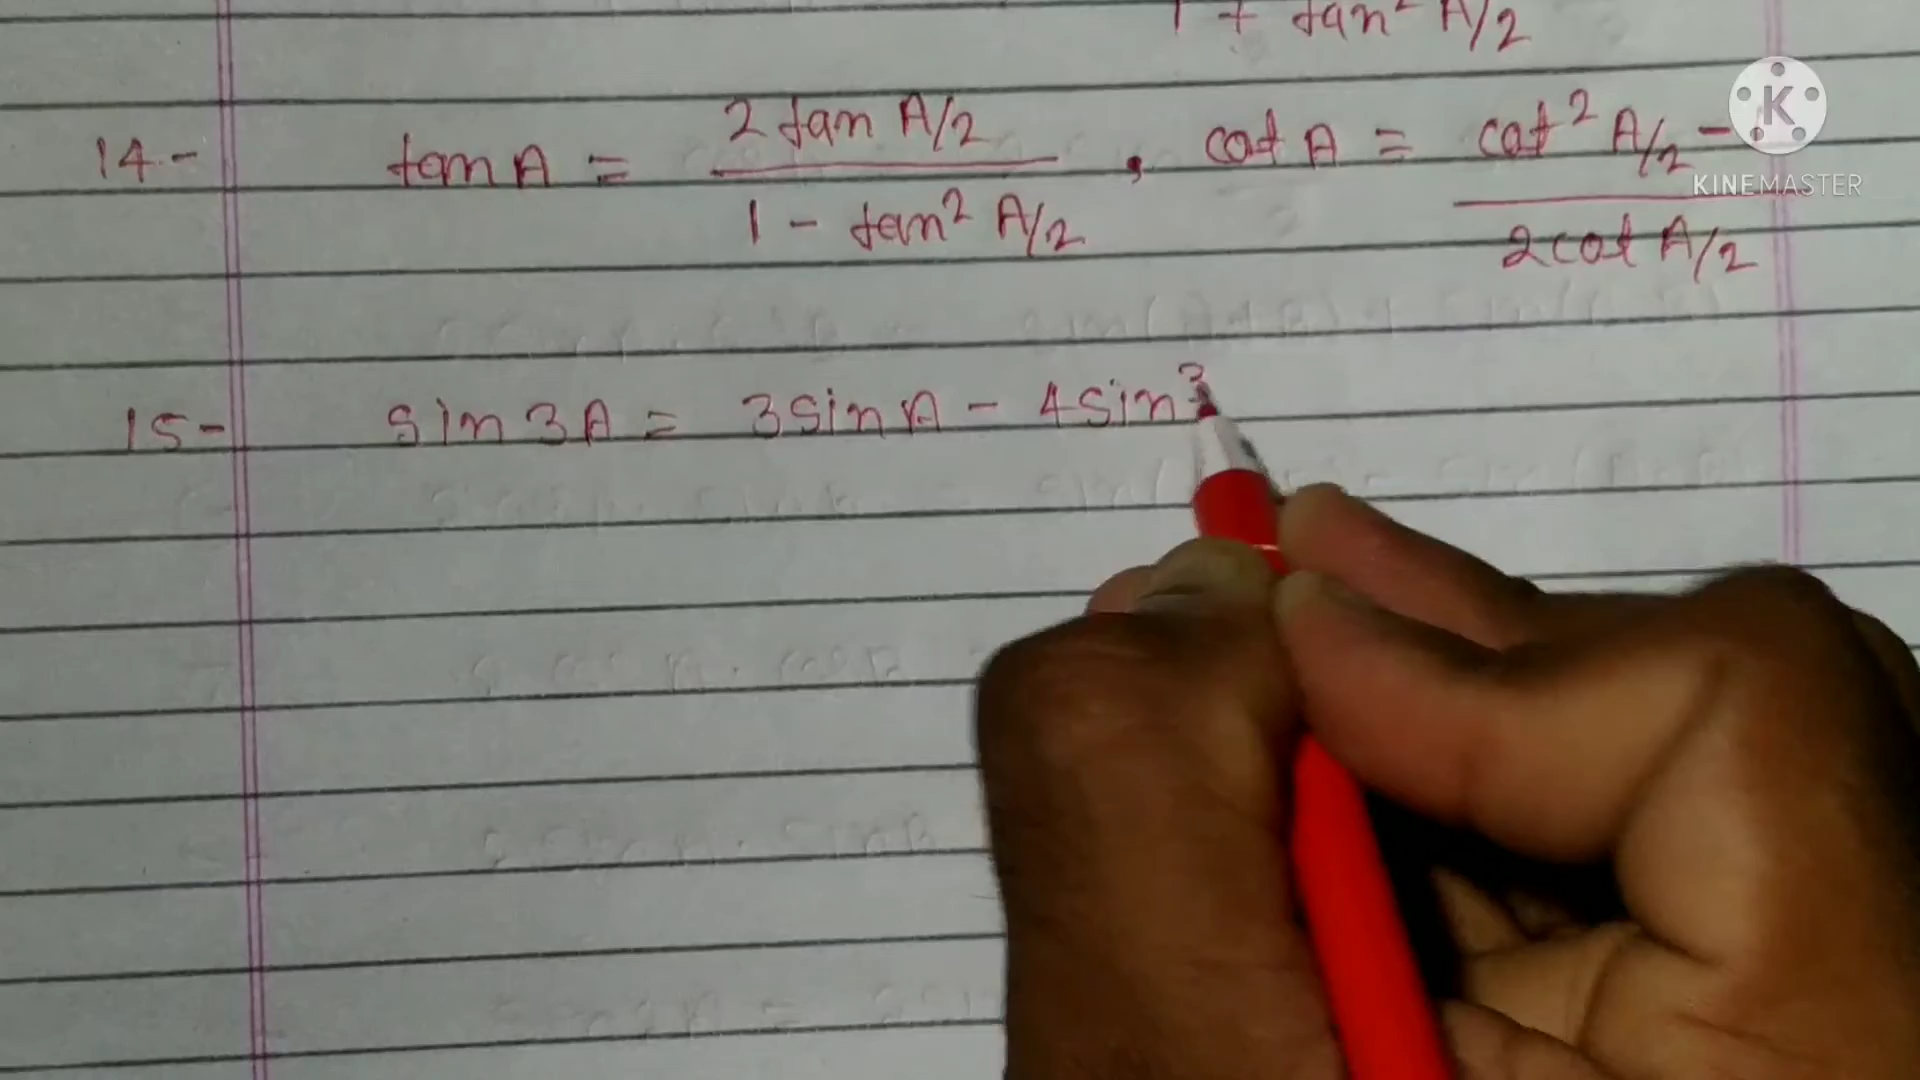 1 + tan² A/2
14.- tan A = 2 tan A/2 / 1 - tan² A/2 , cot A = cot² A/2 - / 2cot A/2
15- sin 3A = 3 sin A - 4 sin³
K
KINEMASTER